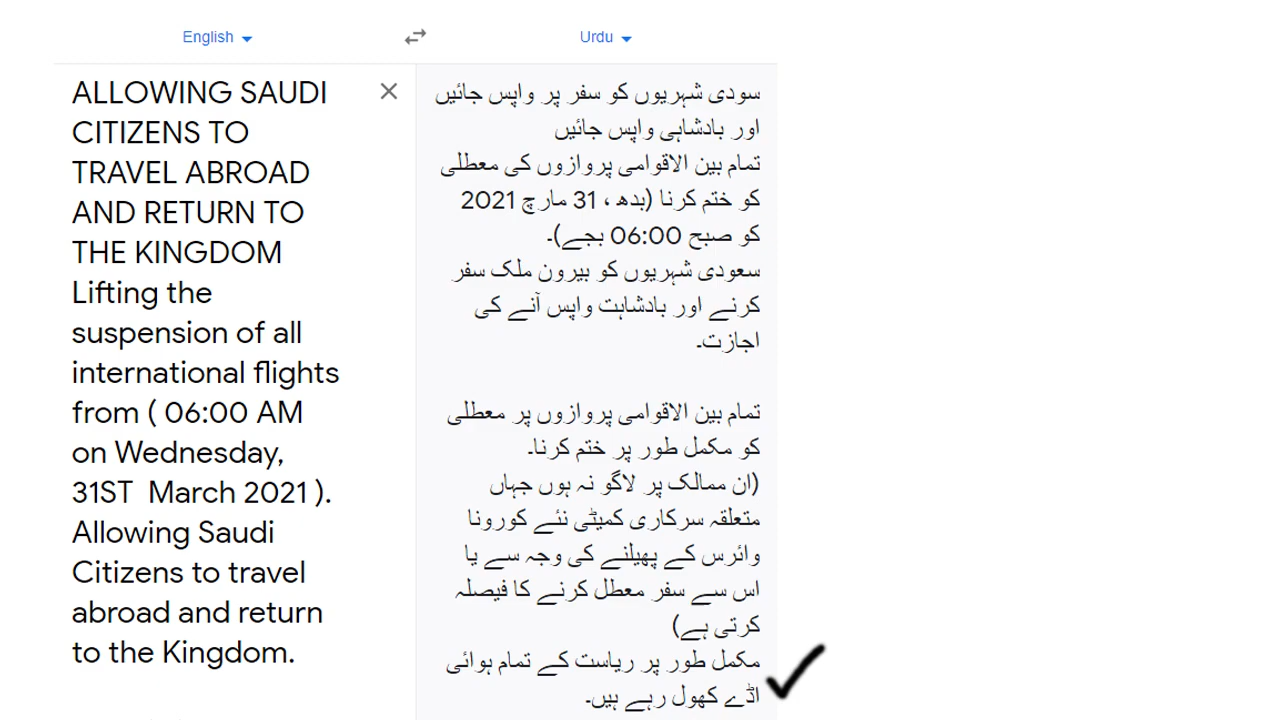 English
Urdu
ALLOWING SAUDI
CITIZENS TO
TRAVEL ABROAD
AND RETURN TO
THE KINGDOM
Lifting the
suspension of all
international flights
from ( 06:00 AM
on Wednesday,
31ST  March 2021 ).
Allowing Saudi
Citizens to travel
abroad and return
to the Kingdom.
سودی شہریوں کو سفر پر واپس جائیں
اور بادشاہی واپس جائیں
تمام بین الاقوامی پروازوں کی معطلی
کو ختم کرنا (بدھ ، 31 مارچ 2021
کو صبح 06:00 بجے)۔
سعودی شہریوں کو بیرون ملک سفر
کرنے اور بادشاہت واپس آنے کی
اجازت۔
تمام بین الاقوامی پروازوں پر معطلی
کو مکمل طور پر ختم کرنا۔
(ان ممالک پر لاگو نہ ہوں جہاں
متعلقہ سرکاری کمیٹی نئے کورونا
وائرس کے پھیلنے کی وجہ سے یا
اس سے سفر معطل کرنے کا فیصلہ
کرتی ہے)
مکمل طور پر ریاست کے تمام ہوائی
اڈے کھول رہے ہیں۔